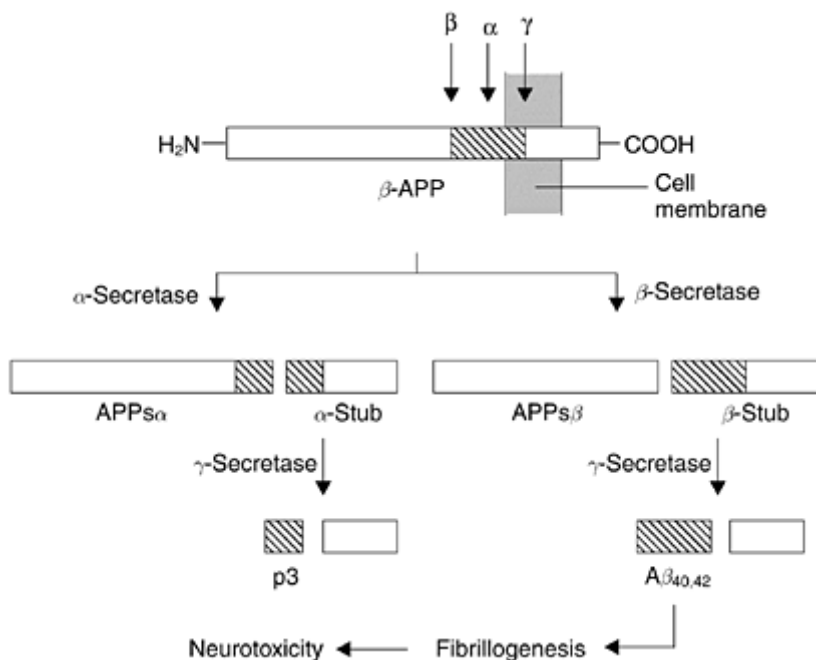 β α γ
H₂N COOH
β-APP
Cell
membrane
α-Secretase
β-Secretase
APPsα
α-Stub
APPsβ
β-Stub
γ-Secretase
γ-Secretase
p3
Aβ₄₀,₄₂
Neurotoxicity
Fibrillogenesis